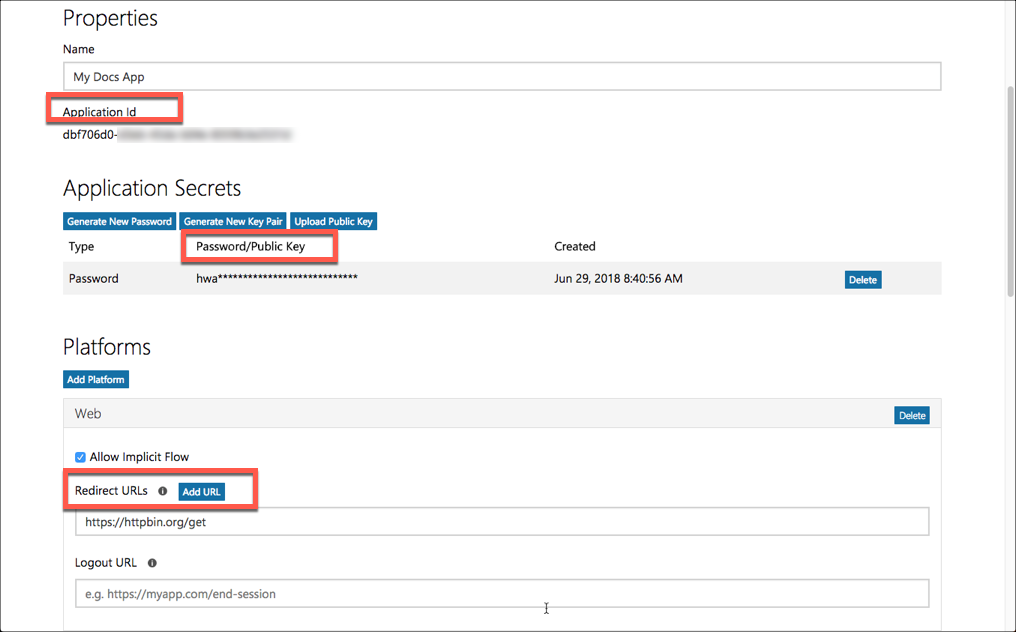 Properties
Name
My Docs App
Application Id
dbf706d0-
Application Secrets
Generate New Password Generate New Key Pair Upload Public Key
Type Password/Public Key Created
Password hwa**************************** Jun 29, 2018 8:40:56 AM Delete
Platforms
Add Platform
Web Delete
Allow Implicit Flow
Redirect URLs Add URL
https://httpbin.org/get
Logout URL
e.g. https://myapp.com/end-session